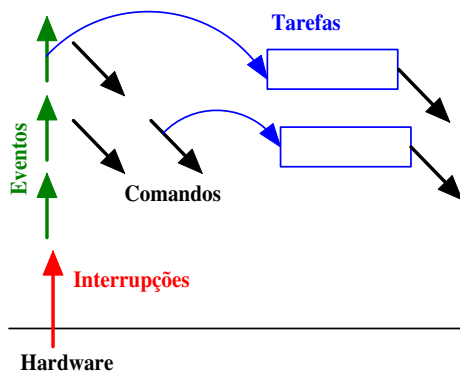 Tarefas
Eventos
Comandos
Interrupções
Hardware